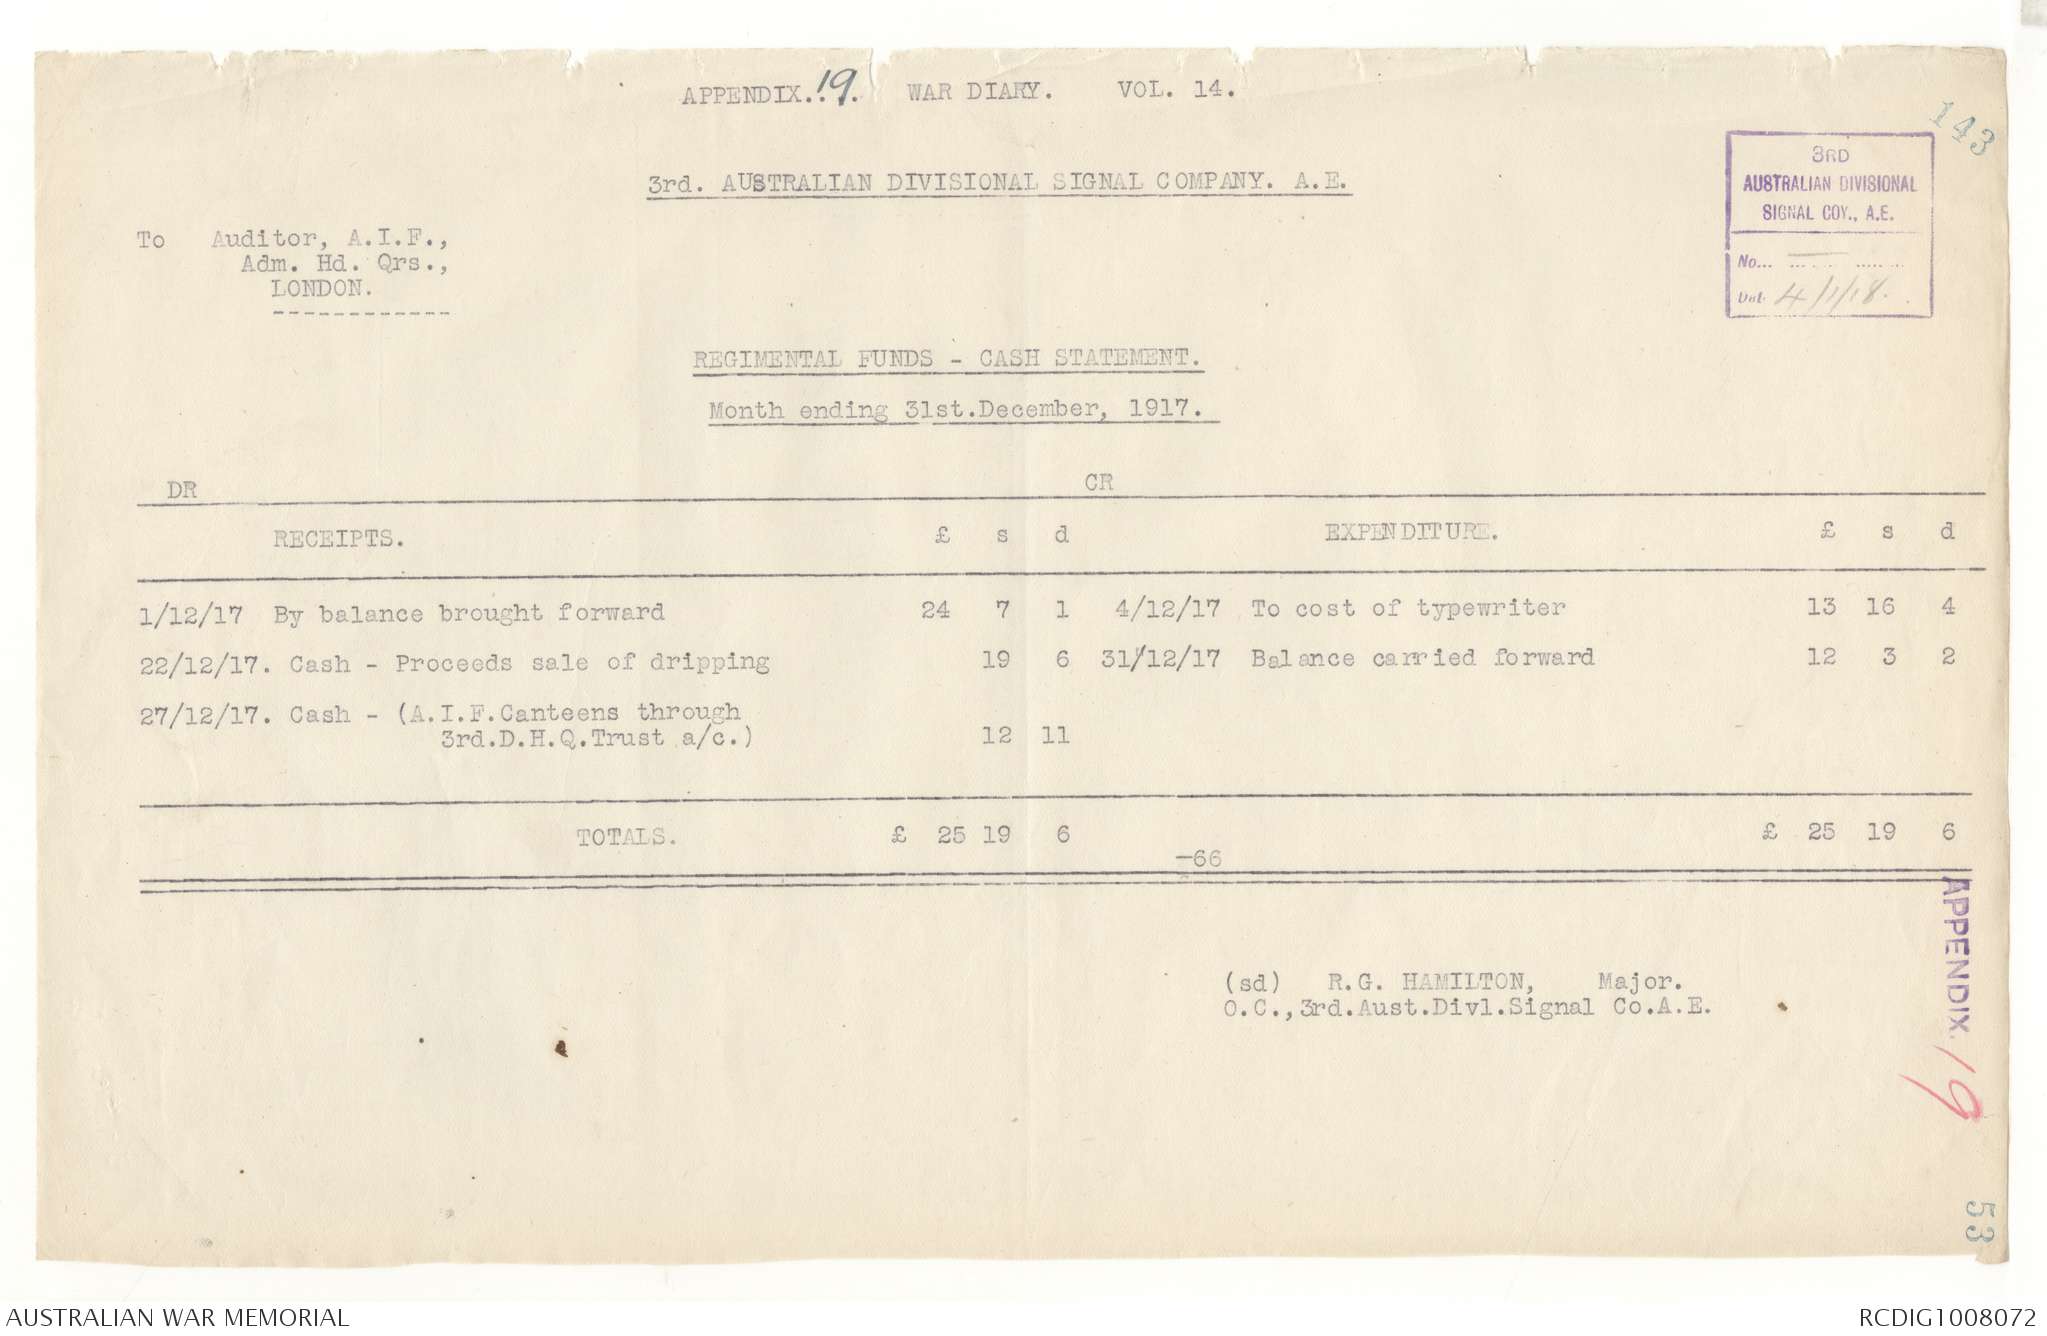 APPENDIX..19. WAR DIARY. VOL. 14.
143
3RD
AUSTRALIAN DIVISIONAL
SIGNAL COY., A.E.
No... ... ... .......
Dat. 4/1/18.
3rd. AUSTRALIAN DIVISIONAL SIGNAL COMPANY. A.E.
To Auditor, A.I.F.,
Adm. Hd. Qrs.,
LONDON.
------------
REGIMENTAL FUNDS - CASH STATEMENT.
Month ending 31st.December, 1917.
DR CR
RECEIPTS. £ s d EXPENDITURE. £ s d
1/12/17 By balance brought forward 24 7 1 4/12/17 To cost of typewriter 13 16 4
22/12/17. Cash - Proceeds sale of dripping 19 6 31/12/17 Balance carried forward 12 3 2
27/12/17. Cash - (A.I.F.Canteens through
3rd.D.H.Q.Trust a/c.) 12 11
TOTALS. £ 25 19 6 £ 25 19 6
-66
(sd) R.G. HAMILTON, Major.
O.C.,3rd.Aust.Divl.Signal Co.A.E.
APPENDIX. 19
53
AUSTRALIAN WAR MEMORIAL RCDIG1008072